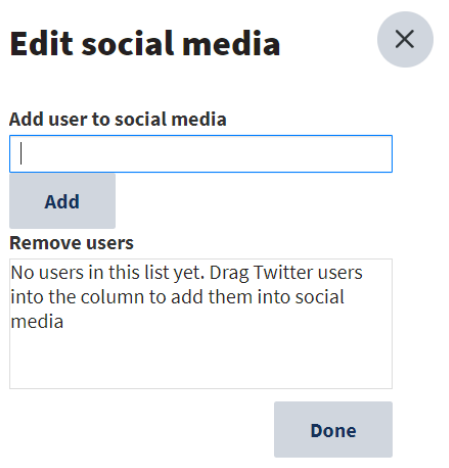 Edit social media
Add user to social media
Add
Remove users
No users in this list yet. Drag Twitter users
into the column to add them into social
media
Done